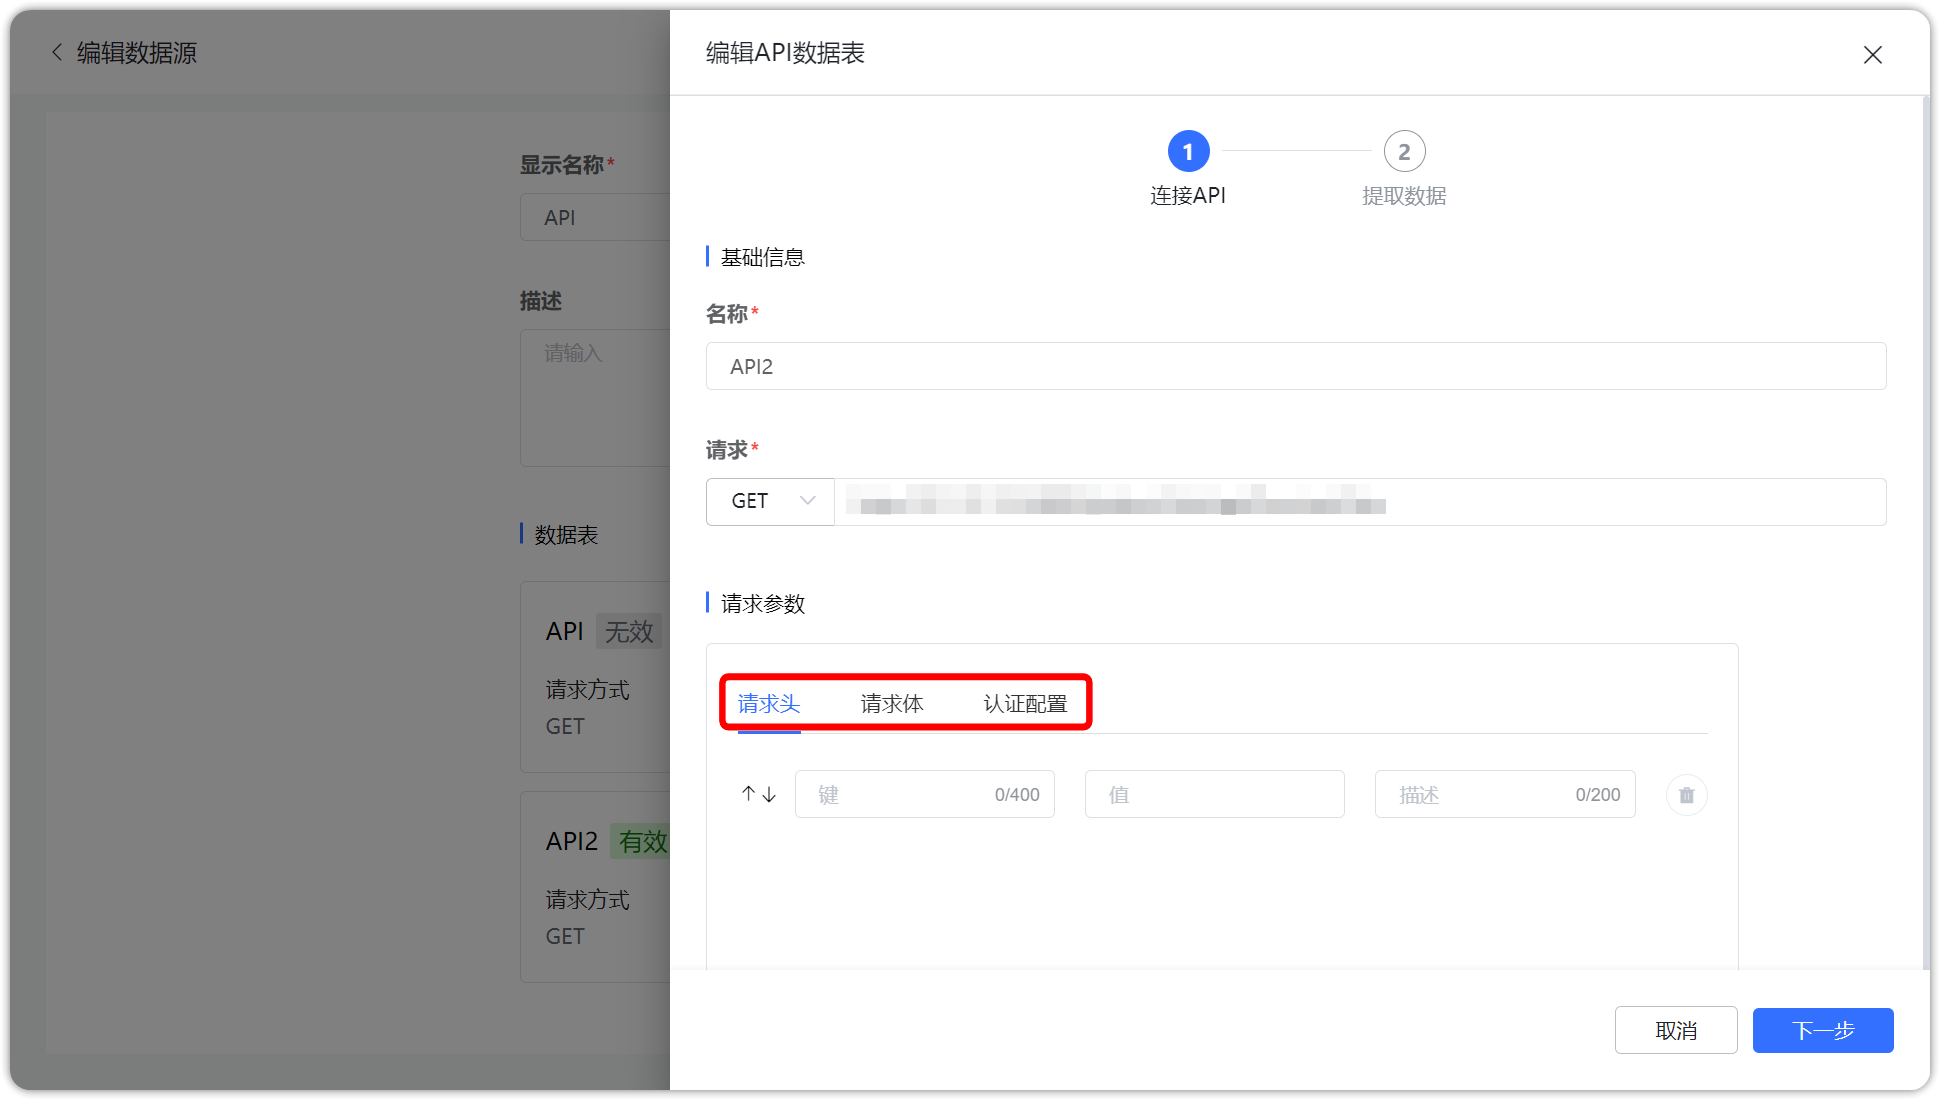 编辑数据源
显示名称*
API
描述
请输入
数据表
API 无效
请求方式
GET
API2 有效
请求方式
GET
编辑API数据表
1 2
连接API 提取数据
基础信息
名称*
API2
请求*
GET
请求参数
请求头 请求体 认证配置
键 0/400 值 描述 0/200
取消 下一步